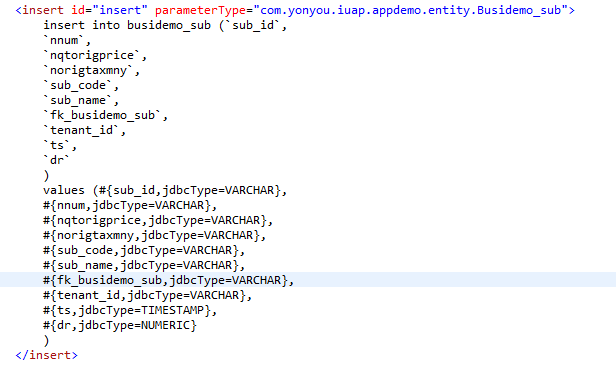 <insert id="insert" parameterType="com.yonyou.iuap.appdemo.entity.Busidemo_sub">
insert into busidemo_sub (`sub_id`,
`nnum`,
`nqtorigprice`,
`norigtaxmny`,
`sub_code`,
`sub_name`,
`fk_busidemo_sub`,
`tenant_id`,
`ts`,
`dr`
)
values (#{sub_id,jdbcType=VARCHAR},
#{nnum,jdbcType=VARCHAR},
#{nqtorigprice,jdbcType=VARCHAR},
#{norigtaxmny,jdbcType=VARCHAR},
#{sub_code,jdbcType=VARCHAR},
#{sub_name,jdbcType=VARCHAR},
#{fk_busidemo_sub,jdbcType=VARCHAR},
#{tenant_id,jdbcType=VARCHAR},
#{ts,jdbcType=TIMESTAMP},
#{dr,jdbcType=NUMERIC}
)
</insert>